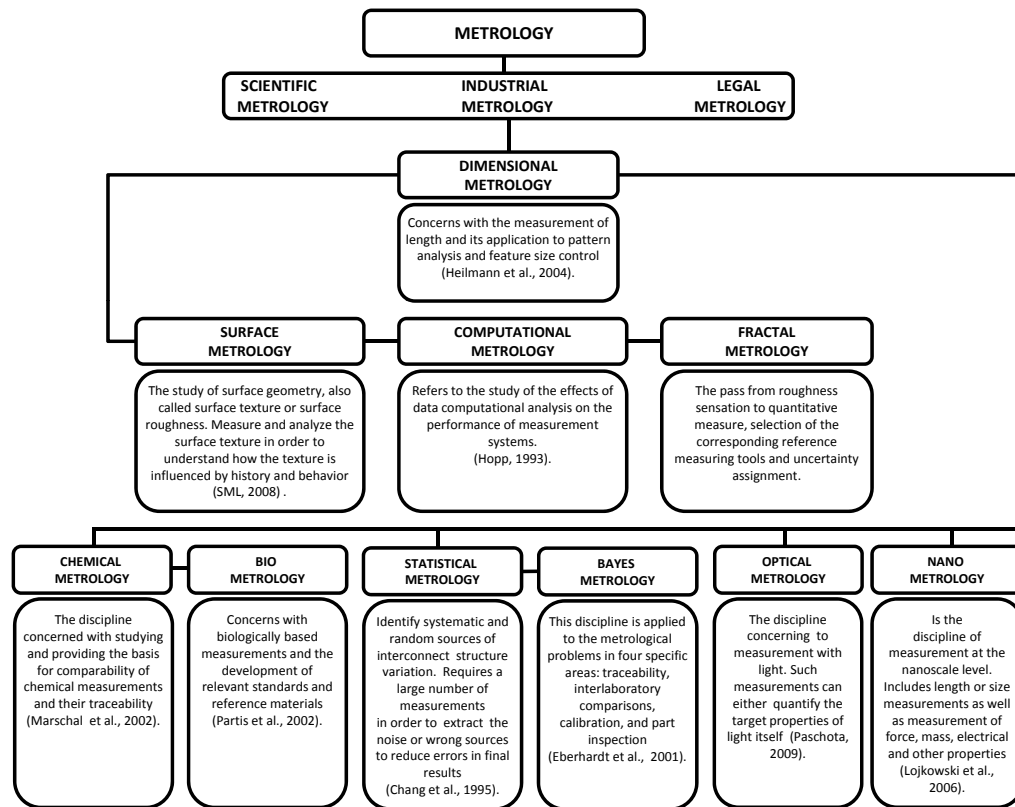 METROLOGY
SCIENTIFIC METROLOGY
INDUSTRIAL METROLOGY
LEGAL METROLOGY
DIMENSIONAL
METROLOGY
Concerns with the measurement of
length and its application to pattern
analysis and feature size control
(Heilmann et al., 2004).
SURFACE
METROLOGY
The study of surface geometry, also
called surface texture or surface
roughness. Measure and analyze the
surface texture in order to
understand how the texture is
influenced by history and behavior
(SML, 2008) .
COMPUTATIONAL
METROLOGY
Refers to the study of the effects of
data computational analysis on the
performance of measurement
systems.
(Hopp, 1993).
FRACTAL
METROLOGY
The pass from roughness
sensation to quantitative
measure, selection of the
corresponding reference
measuring tools and uncertainty
assignment.
CHEMICAL
METROLOGY
The discipline
concerned with studying
and providing the basis
for comparability of
chemical measurements
and their traceability
(Marschal et al., 2002).
BIO
METROLOGY
Concerns with
biologically based
measurements and the
development of
relevant standards and
reference materials
(Partis et al., 2002).
STATISTICAL
METROLOGY
Identify systematic and
random sources of
interconnect structure
variation. Requires a
large number of
measurements
in order to extract the
noise or wrong sources
to reduce errors in final
results
(Chang et al., 1995).
BAYES
METROLOGY
This discipline is applied
to the metrological
problems in four specific
areas: traceability,
interlaboratory
comparisons,
calibration, and part
inspection
(Eberhardt et al., 2001).
OPTICAL
METROLOGY
The discipline
concerning to
measurement with
light. Such
measurements can
either quantify the
target properties of
light itself (Paschota,
2009).
NANO
METROLOGY
Is the
discipline of
measurement at the
nanoscale level.
Includes length or size
measurements as well
as measurement of
force, mass, electrical
and other properties
(Lojkowski et al.,
2006).